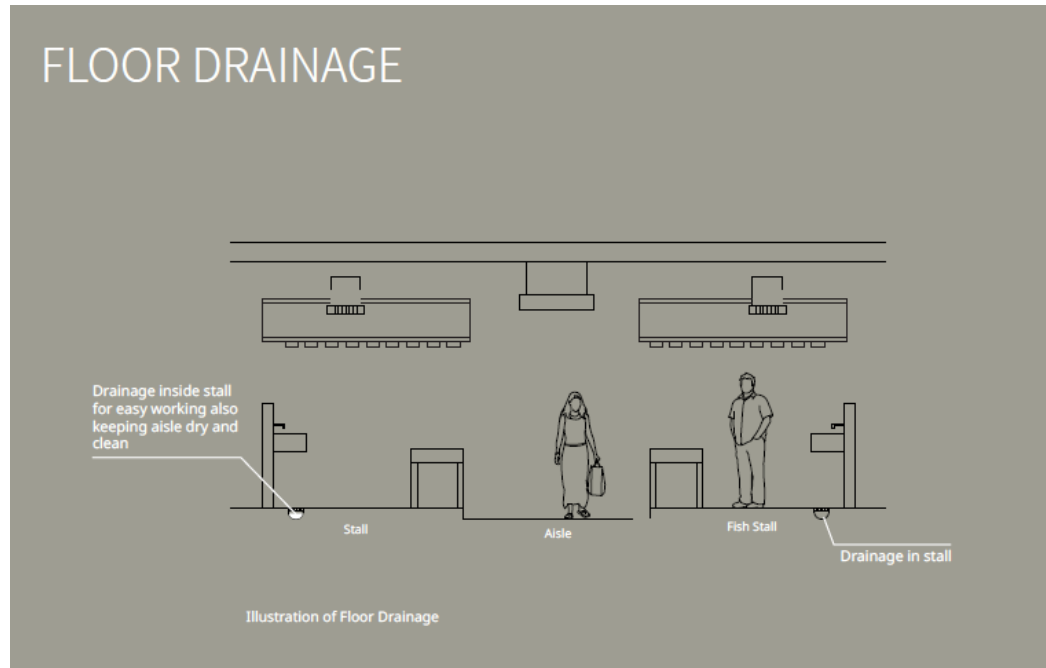 FLOOR DRAINAGE
Drainage inside stall
for easy working also
keeping aisle dry and
clean
Stall
Aisle
Fish Stall
Drainage in stall
Illustration of Floor Drainage